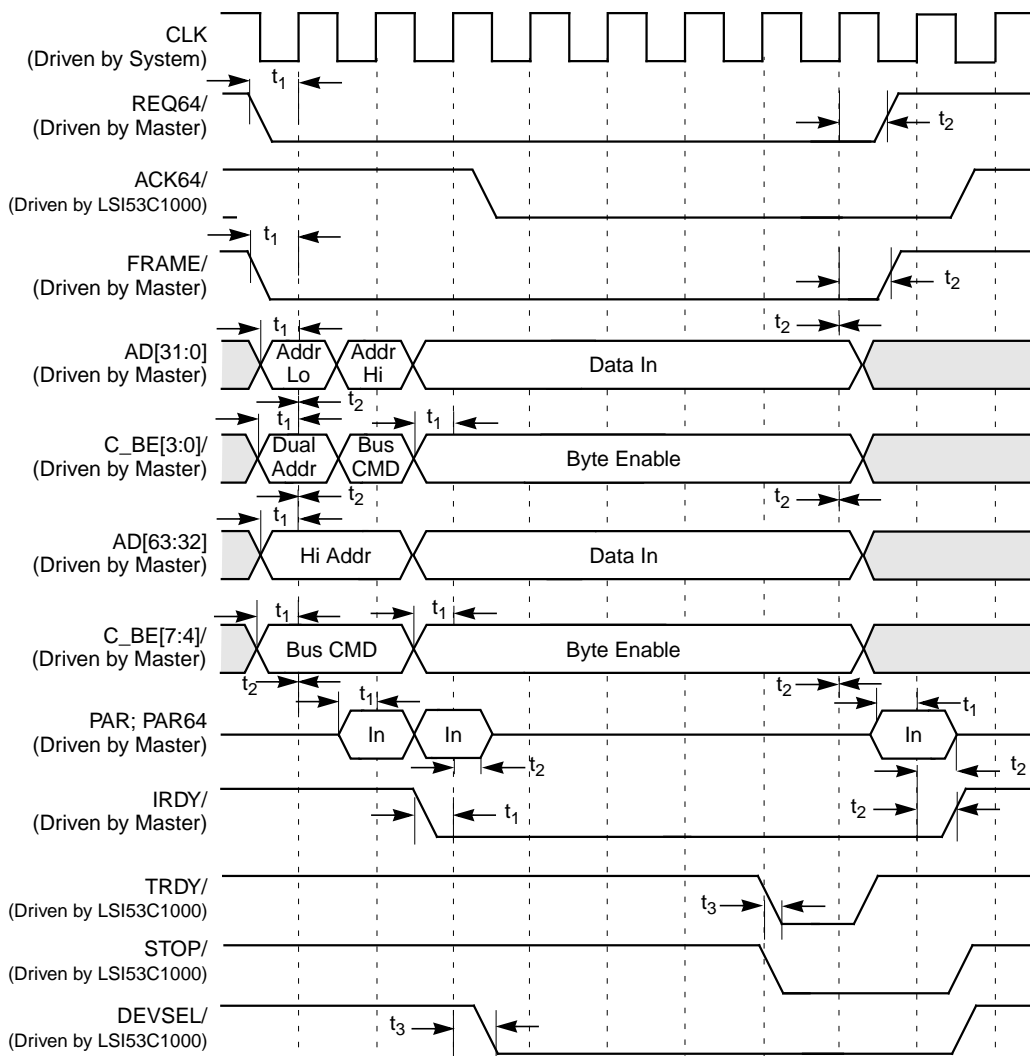 CLK
(Driven by System)
t1
REQ64/
(Driven by Master)
t2
ACK64/
(Driven by LSI53C1000)
t1
FRAME/
(Driven by Master)
t2
t2
t1
AD[31:0]
(Driven by Master)
Addr
Lo
Addr
Hi
Data In
t2
t1
t1
C_BE[3:0]/
(Driven by Master)
Dual
Addr
Bus
CMD
Byte Enable
t2
t2
t1
AD[63:32]
(Driven by Master)
Hi Addr
Data In
t1
t1
C_BE[7:4]/
(Driven by Master)
Bus CMD
Byte Enable
t2
t2
t1
t1
PAR; PAR64
(Driven by Master)
In
In
In
t2
t2
IRDY/
(Driven by Master)
t1
t2
TRDY/
(Driven by LSI53C1000)
t3
STOP/
(Driven by LSI53C1000)
DEVSEL/
(Driven by LSI53C1000)
t3